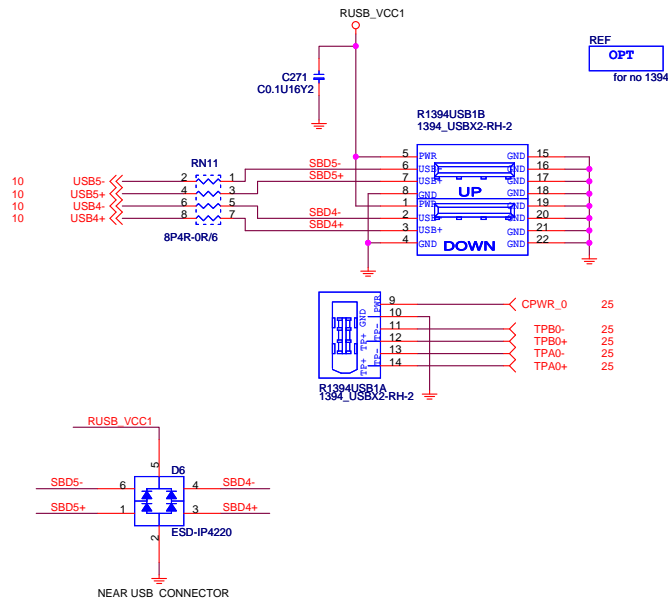 RUSB_VCC1
REF
OPT
for no 1394
C271
C0.1U16Y2
R1394USB1B
1394_USBX2-RH-2
RN11
10 USB5- 2 1 SBD5- 5 PWR GND 15
10 USB5+ 4 3 SBD5+ 6 USB- GND 16
10 USB4- 6 5 SBD4- 7 USB+ GND 17
10 USB4+ 8 7 SBD4+ 8 GND UP GND 18
8P4R-0R/6
1 PWR GND 19
2 USB- GND 20
3 USB+ GND 21
4 GND DOWN GND 22
PWR 9 CPWR_0 25
GND 10
TP- 11 TPB0- 25
TP+ 12 TPB0+ 25
TP- 13 TPA0- 25
TP+ 14 TPA0+ 25
R1394USB1A
1394_USBX2-RH-2
RUSB_VCC1
5
D6
SBD5- 6 4 SBD4-
SBD5+ 1 3 SBD4+
ESD-IP4220
2
NEAR USB CONNECTOR